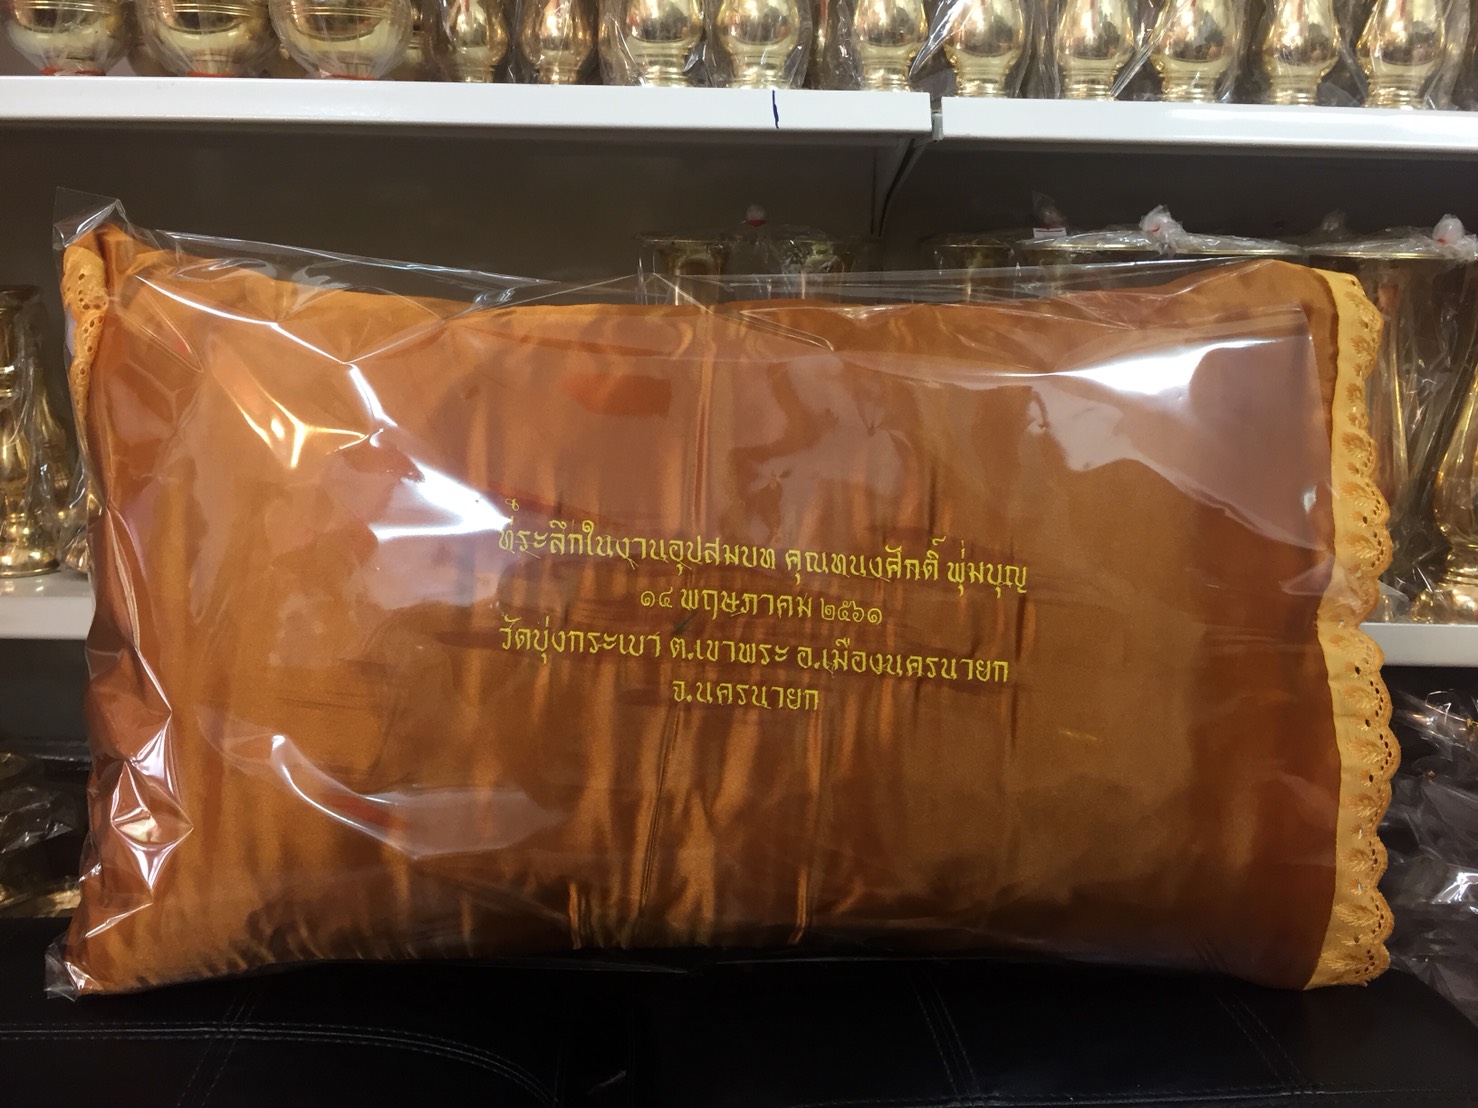 ที่ระลึกในงานอุปสมบท คุณทนงศักดิ์ พุ่มบุญ
๑๔ พฤษภาคม ๒๕๖๑
วัดบุ่งกระเบา ต.เขาพระ อ.เมืองนครนายก
จ.นครนายก